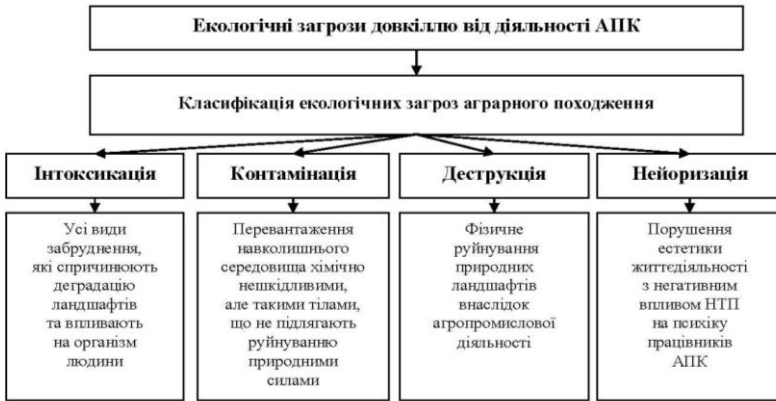 Екологічні загрози довкіллю від діяльності АПК
Класифікація екологічних загроз аграрного походження
Інтоксикація
Усі види
забруднення,
які спричинюють
деградацію
ландшафтів
та впливають
на організм
людини
Контамінація
Перевантаження
навколишнього
середовища хімічно
нешкідливими,
але такими тілами,
що не підлягають
руйнуванню
природними
силами
Деструкція
Фізичне
руйнування
природних
ландшафтів
внаслідок
агропромислової
діяльності
Нейоризація
Порушення
естетики
життєдіяльності
з негативним
впливом НТП
на психіку
працівників
АПК